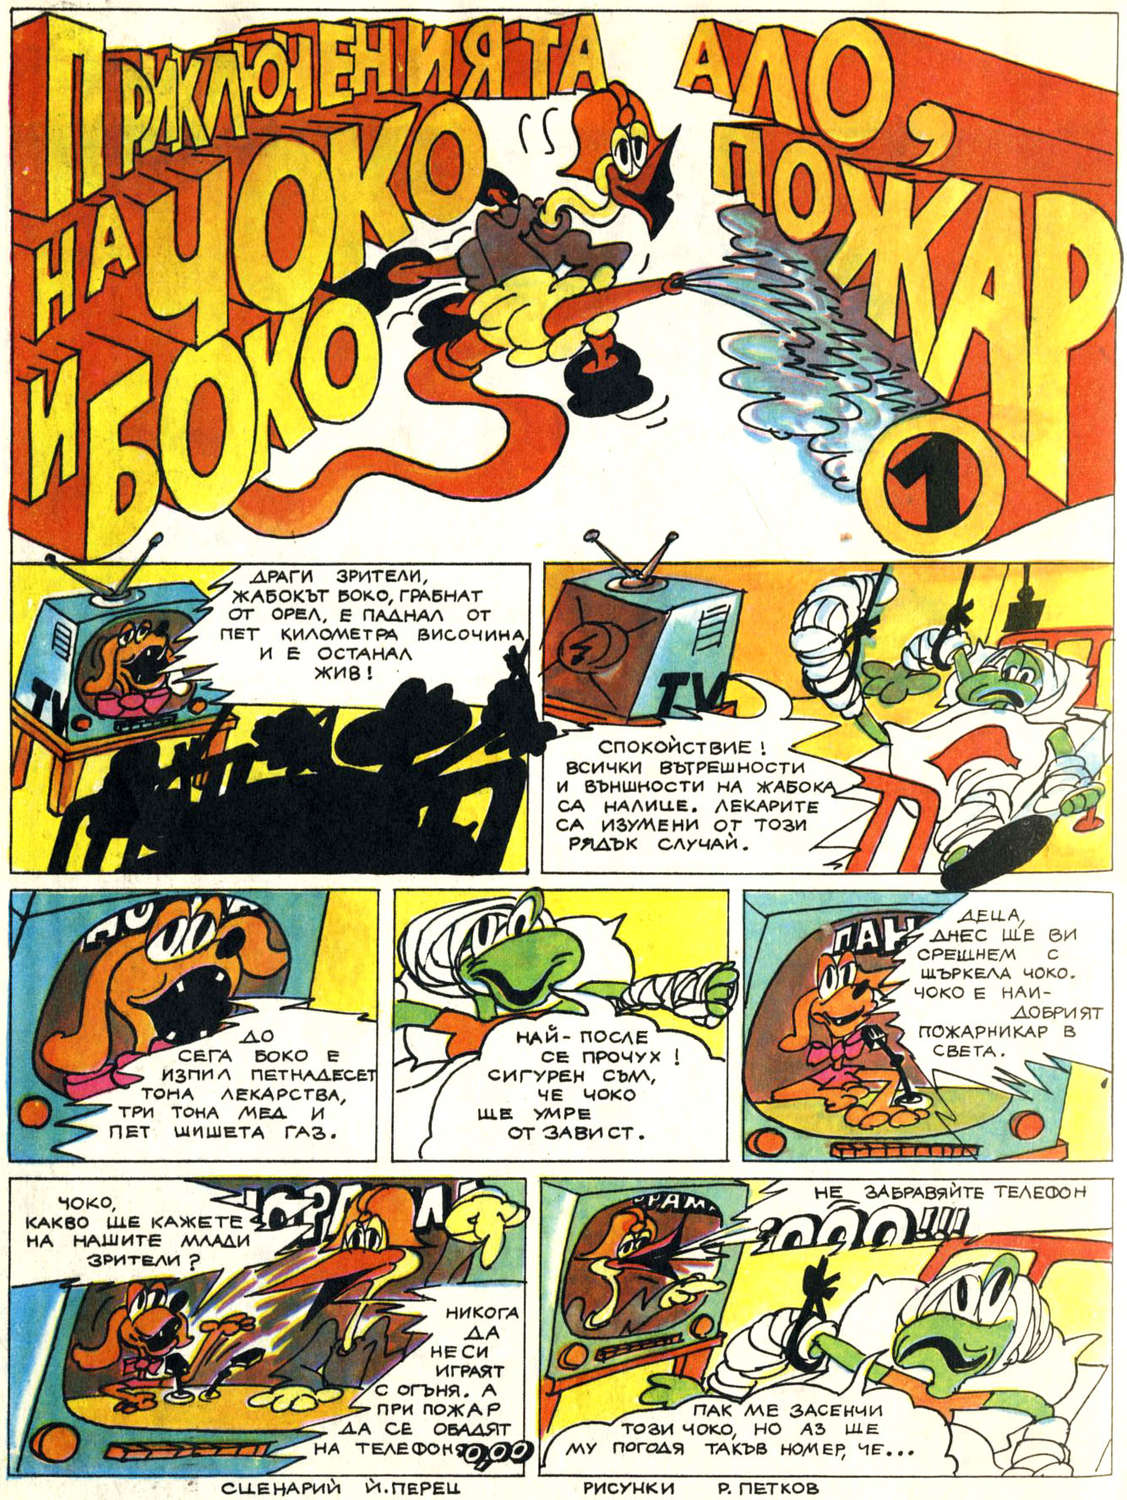 ПРИКЛЮЧЕНИЯТА
НА ЧОКО
И БОКО
АЛО,
ПОЖАР
1
ДРАГИ ЗРИТЕЛИ,
ЖАБОКЪТ БОКО, ГРАБНАТ
ОТ ОРЕЛ, Е ПАДНАЛ ОТ
ПЕТ КИЛОМЕТРА ВИСОЧИНА
И Е ОСТАНАЛ
ЖИВ!
TV
TV
СПОКОЙСТВИЕ!
ВСИЧКИ ВЪТРЕШНОСТИ
И ВЪНШНОСТИ НА ЖАБОКА
СА НАЛИЦЕ. ЛЕКАРИТЕ
СА ИЗУМЕНИ ОТ ТОЗИ
РЯДЪК СЛУЧАЙ.
ДО
СЕГА БОКО Е
ИЗПИЛ ПЕТНАДЕСЕТ
ТОНА ЛЕКАРСТВА,
ТРИ ТОНА МЕД И
ПЕТ ШИШЕТА ГАЗ.
НАЙ-ПОСЛЕ
СЕ ПРОЧУХ!
СИГУРЕН СЪМ,
ЧЕ ЧОКО
ЩЕ УМРЕ
ОТ ЗАВИСТ.
ПАН
ДЕЦА,
ДНЕС ЩЕ ВИ
СРЕЩНЕМ С
ЩЪРКЕЛА ЧОКО.
ЧОКО Е НАЙ-
ДОБРИЯТ
ПОЖАРНИКАР В
СВЕТА.
ЧОКО,
КАКВО ЩЕ КАЖЕТЕ
НА НАШИТЕ МЛАДИ
ЗРИТЕЛИ?
НИКОГА
ДА
НЕ СИ
ИГРАЯТ
С ОГЪНЯ. А
ПРИ ПОЖАР
ДА СЕ ОБАДЯТ
НА ТЕЛЕФОН 0,00
РАМА
НЕ ЗАБРАВЯЙТЕ ТЕЛЕФОН
000!!!
ПАК МЕ ЗАСЕНЧИ
ТОЗИ ЧОКО, НО АЗ ЩЕ
МУ ПОГОДЯ ТАКЪВ НОМЕР, ЧЕ...
СЦЕНАРИЙ Й. ПЕРЕЦ РИСУНКИ Р. ПЕТКОВ